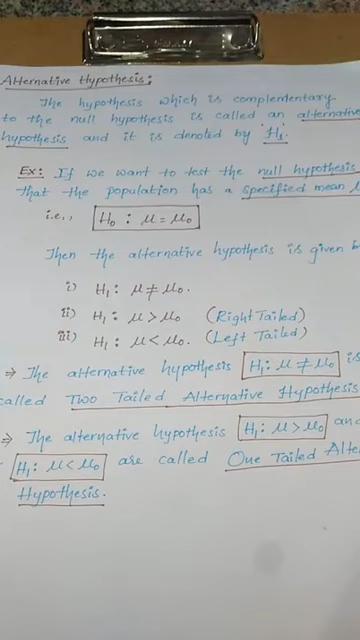 Alternative Hypothesis:
The hypothesis which is complementary
to the null hypothesis is called an alternative
hypothesis and it is denoted by H₁.
Ex: If we want to test the null hypothesis
that the population has a specified mean
i.e., H₀ : μ = μ₀
Then the alternative hypothesis is given
i) H₁ : μ ≠ μ₀.
ii) H₁ : μ > μ₀ (Right Tailed)
iii) H₁ : μ < μ₀. (Left Tailed)
⇒ The alternative hypothesis H₁ : μ ≠ μ₀ is
called Two Tailed Alternative Hypothesis
⇒ The alternative hypothesis H₁ : μ > μ₀ and
H₁ : μ < μ₀ are called One Tailed
Hypothesis.